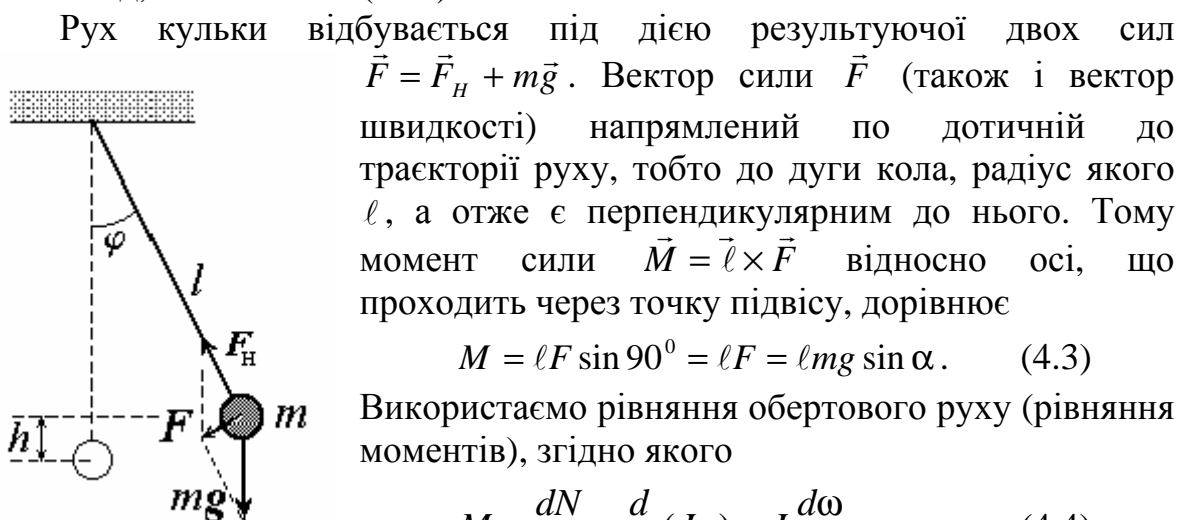 Рух кульки відбувається під дією результуючої двох сил
F⃗ = F⃗_H + mg⃗ . Вектор сили F⃗ (також і вектор
швидкості) напрямлений по дотичній до
траєкторії руху, тобто до дуги кола, радіус якого
ℓ, а отже є перпендикулярним до нього. Тому
момент сили M⃗ = ℓ⃗ × F⃗ відносно осі, що
проходить через точку підвісу, дорівнює
M = ℓF sin 90⁰ = ℓF = ℓmg sin α . (4.3)
Використаємо рівняння обертового руху (рівняння
моментів), згідно якого
dN d dω
φ
l
F_H
F
m
h
mg